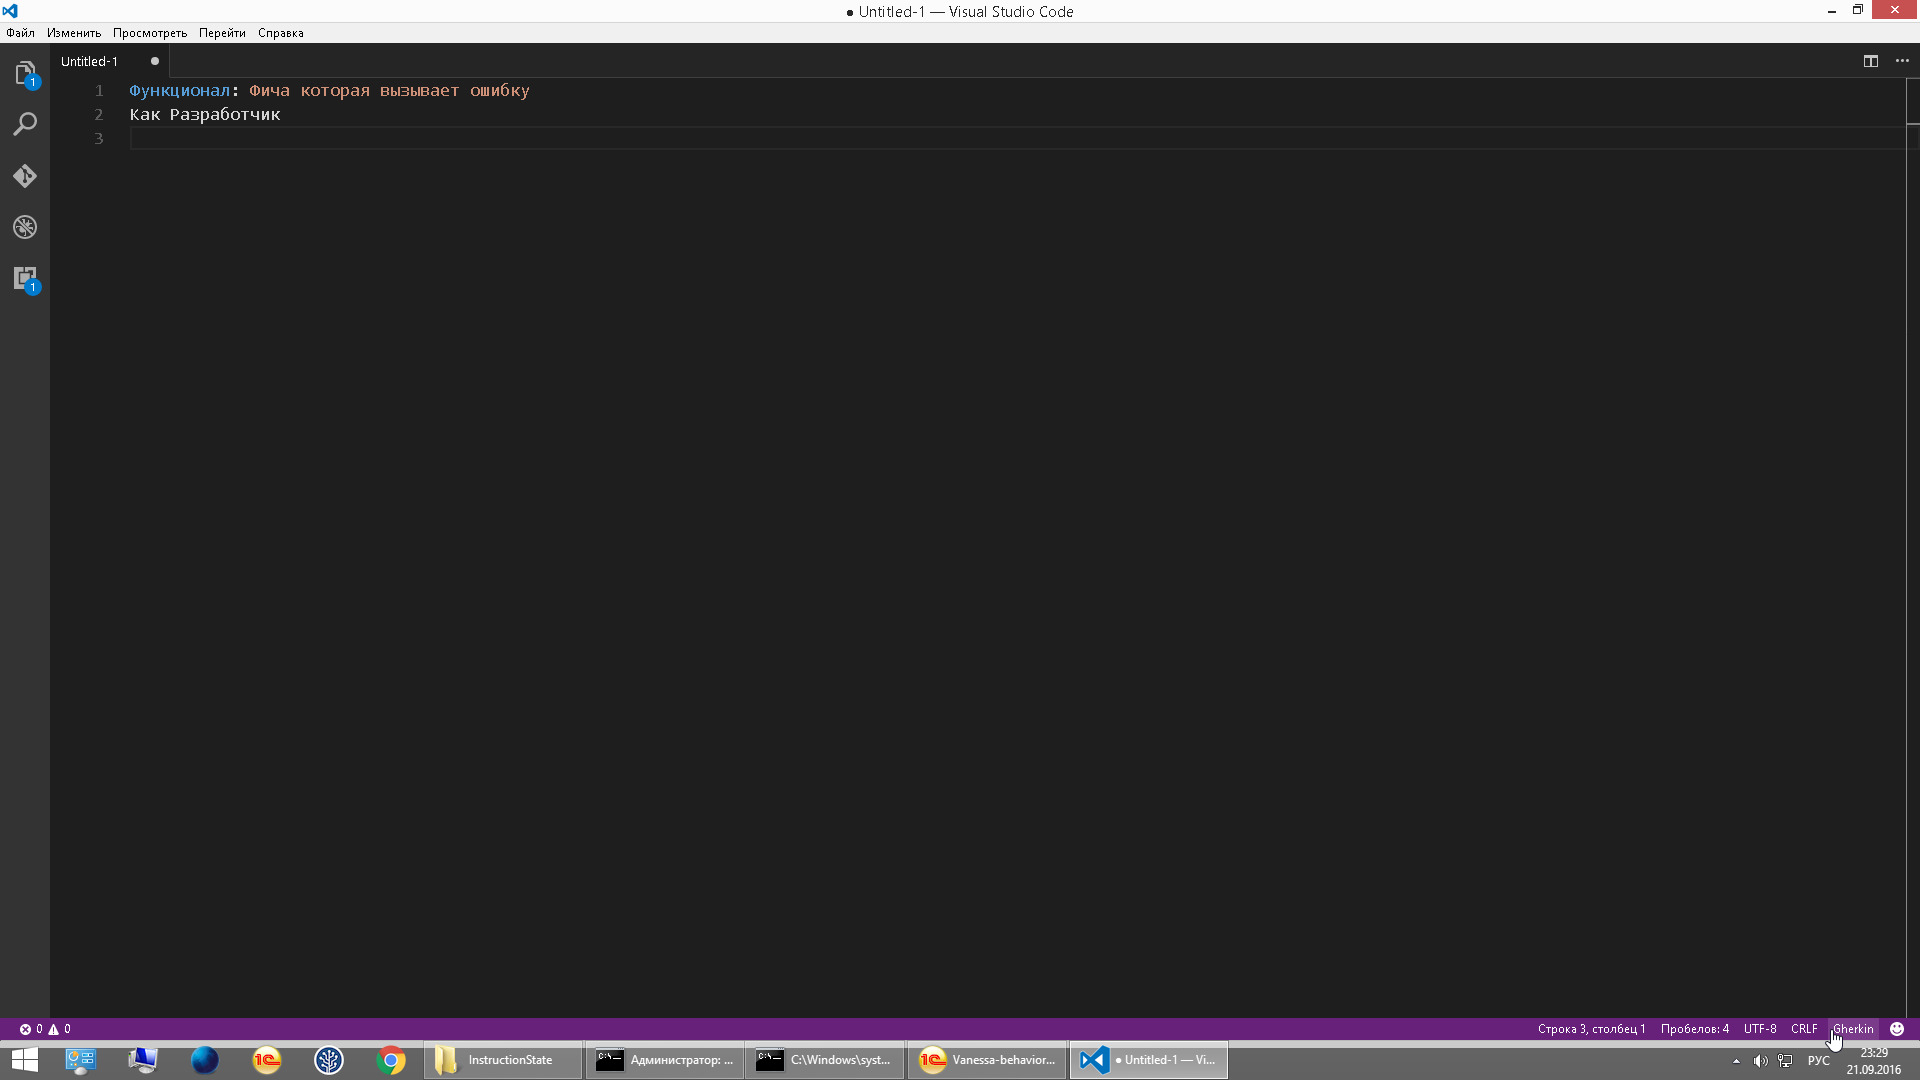 ● Untitled-1 — Visual Studio Code
Файл Изменить Просмотреть Перейти Справка
Untitled-1
1
1 Функционал: Фича которая вызывает ошибку
2 Как Разработчик
3
1
0 0 Строка 3, столбец 1 Пробелов: 4 UTF-8 CRLF Gherkin
InstructionState Администратор: ... C:\Windows\syst... Vanessa-behavior... ● Untitled-1 — Vi... РУС 23:29
21.09.2016